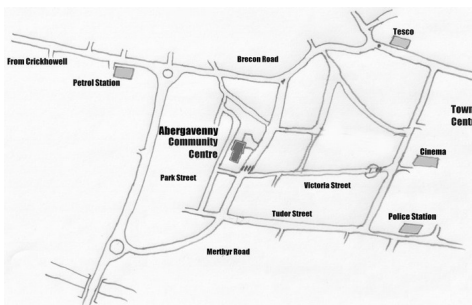 Tesco
Brecon Road
From Crickhowell
Petrol Station
Town
Abergavenny
Community
Centre
Cinema
Park Street
Victoria Street
Tudor Street
Police Station
Merthyr Road